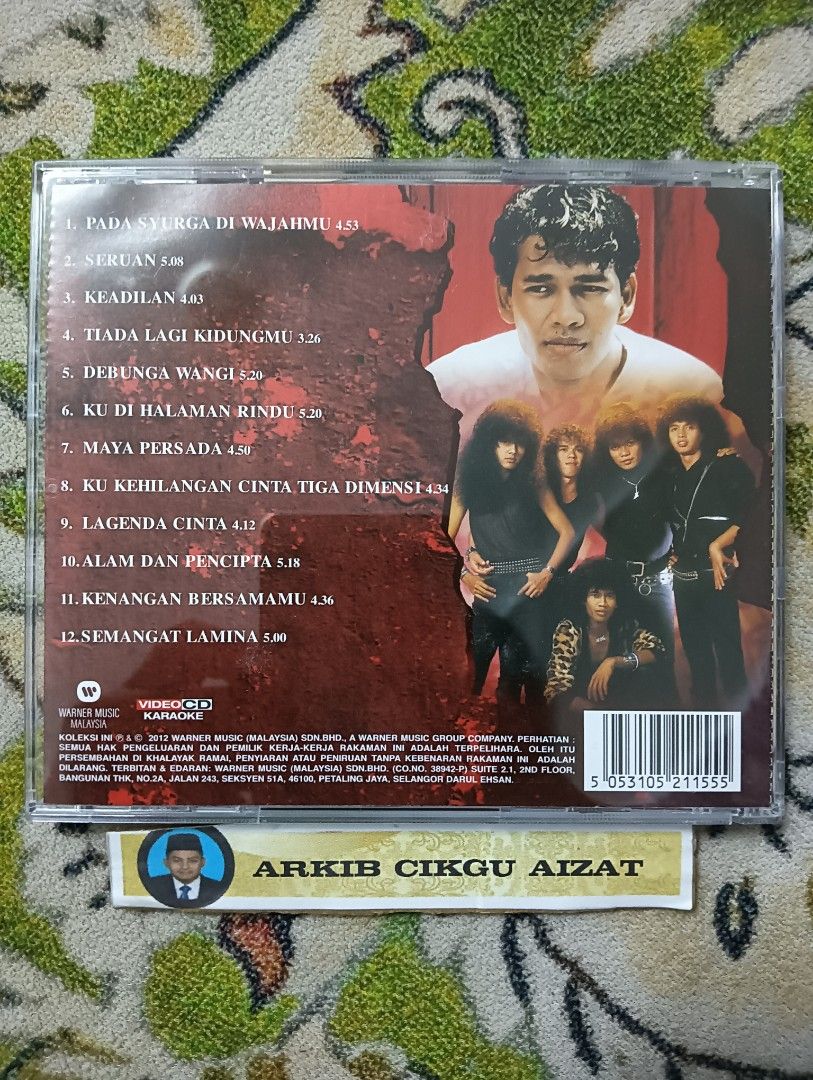 1. PADA SYURGA DI WAJAHMU 4.53
2. SERUAN 5.08
3. KEADILAN 4.03
4. TIADA LAGI KIDUNGMU 3.26
5. DEBUNGA WANGI 5.20
6. KU DI HALAMAN RINDU 5.20
7. MAYA PERSADA 4.50
8. KU KEHILANGAN CINTA TIGA DIMENSI 4.34
9. LAGENDA CINTA 4.12
10. ALAM DAN PENCIPTA 5.18
11. KENANGAN BERSAMAMU 4.36
12. SEMANGAT LAMINA 5.00
WARNER MUSIC
MALAYSIA
VIDEO CD
KARAOKE
KOLEKSI INI ℗ & © 2012 WARNER MUSIC (MALAYSIA) SDN.BHD., A WARNER MUSIC GROUP COMPANY. PERHATIAN :
SEMUA HAK PENGELUARAN DAN PEMILIK KERJA-KERJA RAKAMAN INI ADALAH TERPELIHARA. OLEH ITU
PERSEMBAHAN DI KHALAYAK RAMAI, PENYIARAN ATAU PENIRUAN TANPA KEBENARAN RAKAMAN INI ADALAH
DILARANG. TERBITAN & EDARAN: WARNER MUSIC (MALAYSIA) SDN.BHD. (CO.NO. 38942-P) SUITE 2.1, 2ND FLOOR,
BANGUNAN THK, NO.2A, JALAN 243, SEKSYEN 51A, 46100, PETALING JAYA, SELANGOR DARUL EHSAN.
5 053105 211555
ARKIB CIKGU AIZAT